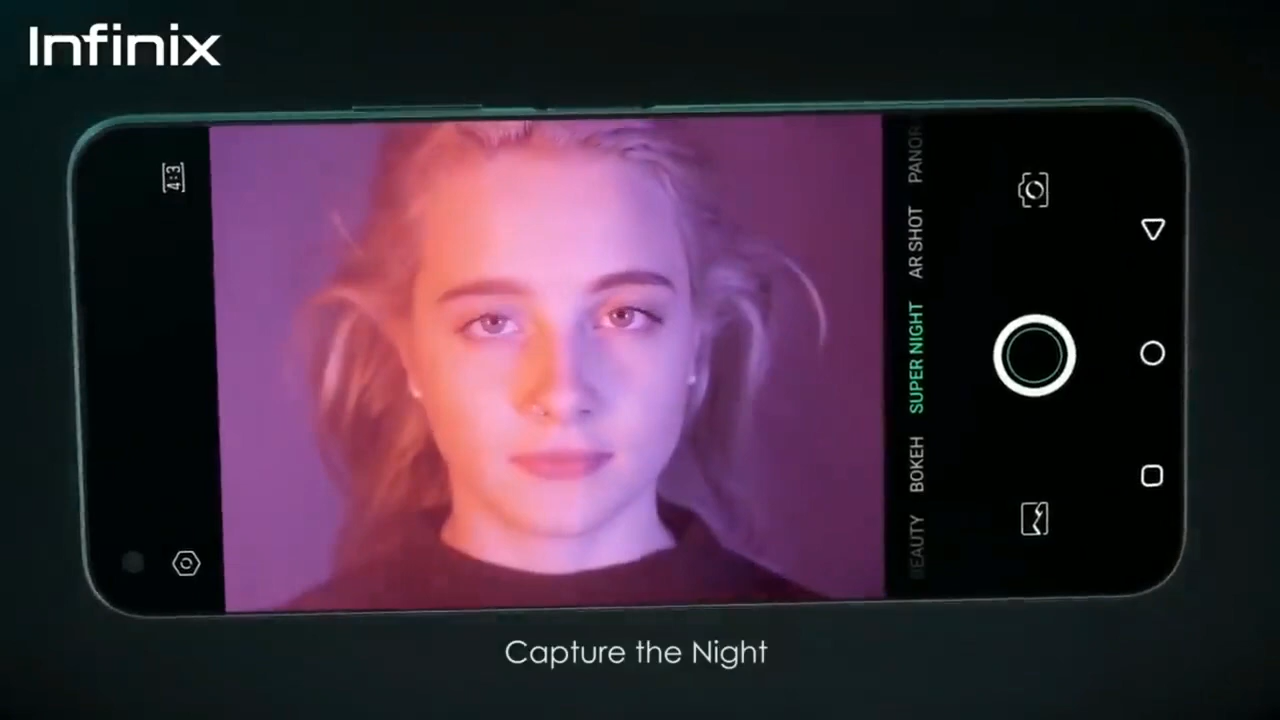 Infinix
4:3
PANOR
AR SHOT
SUPER NIGHT
BOKEH
BEAUTY
Capture the Night